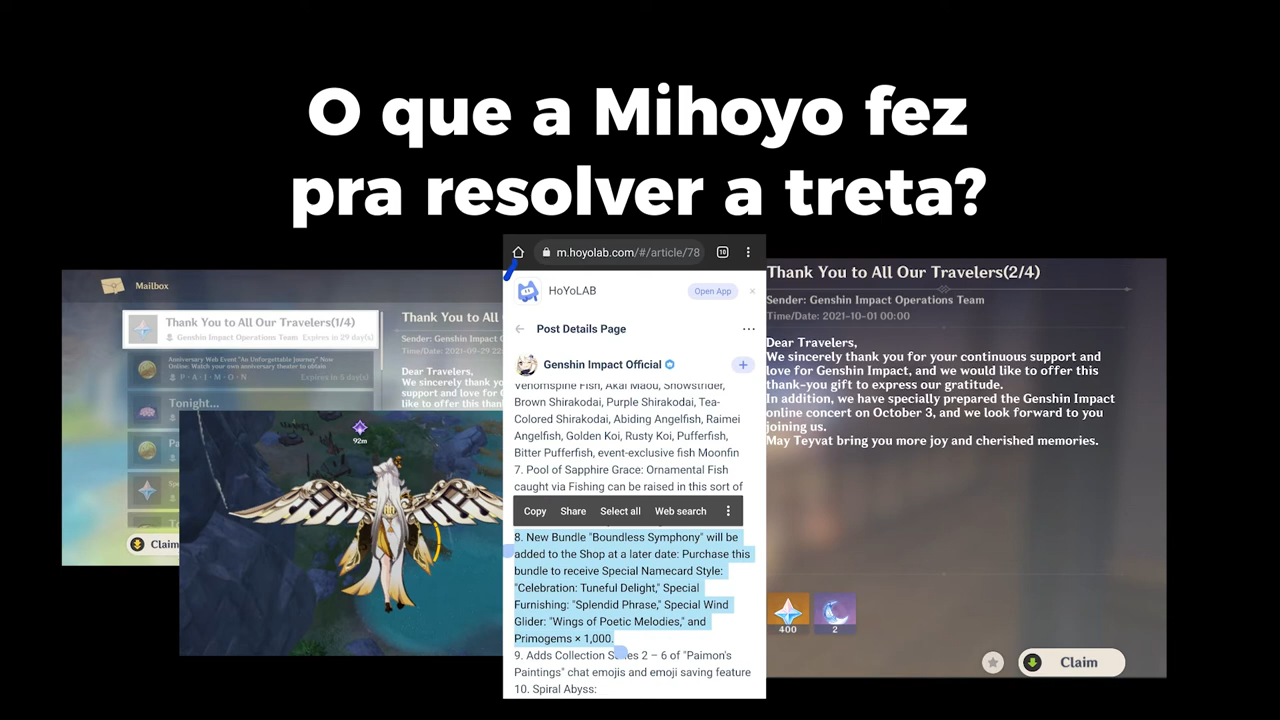 O que a Mihoyo fez
pra resolver a treta?
Mailbox
Thank You to All Our Travelers(1/4)
Genshin Impact Operations Team Expires in 29 day(s)
Anniversary Web Event "An Unforgettable Journey" Now
Online: Watch your own anniversary theater to obtain
P·A·I·M·O·N Expires in 5 day(s)
Tonight...
Claim
Thank You to All
Sender: Genshin Impact
Time/Date: 2021-09-29 22
Dear Travelers,
We sincerely thank yo
support and love for G
like to offer this than
92m
m.hoyolab.com/#/article/78
10
HoYoLAB
Open App
Post Details Page
Genshin Impact Official
Venomspine Fish, Akai Maou, Snowstrider,
Brown Shirakodai, Purple Shirakodai, Tea-
Colored Shirakodai, Abiding Angelfish, Raimei
Angelfish, Golden Koi, Rusty Koi, Pufferfish,
Bitter Pufferfish, event-exclusive fish Moonfin
7. Pool of Sapphire Grace: Ornamental Fish
caught via Fishing can be raised in this sort of
Copy Share Select all Web search
8. New Bundle "Boundless Symphony" will be
added to the Shop at a later date: Purchase this
bundle to receive Special Namecard Style:
"Celebration: Tuneful Delight," Special
Furnishing: "Splendid Phrase," Special Wind
Glider: "Wings of Poetic Melodies," and
Primogems × 1,000.
9. Adds Collection Series 2 – 6 of "Paimon's
Paintings" chat emojis and emoji saving feature
10. Spiral Abyss:
Thank You to All Our Travelers(2/4)
Sender: Genshin Impact Operations Team
Time/Date: 2021-10-01 00:00
Dear Travelers,
We sincerely thank you for your continuous support and
love for Genshin Impact, and we would like to offer this
thank-you gift to express our gratitude.
In addition, we have specially prepared the Genshin Impact
online concert on October 3, and we look forward to you
joining us.
May Teyvat bring you more joy and cherished memories.
400
2
Claim